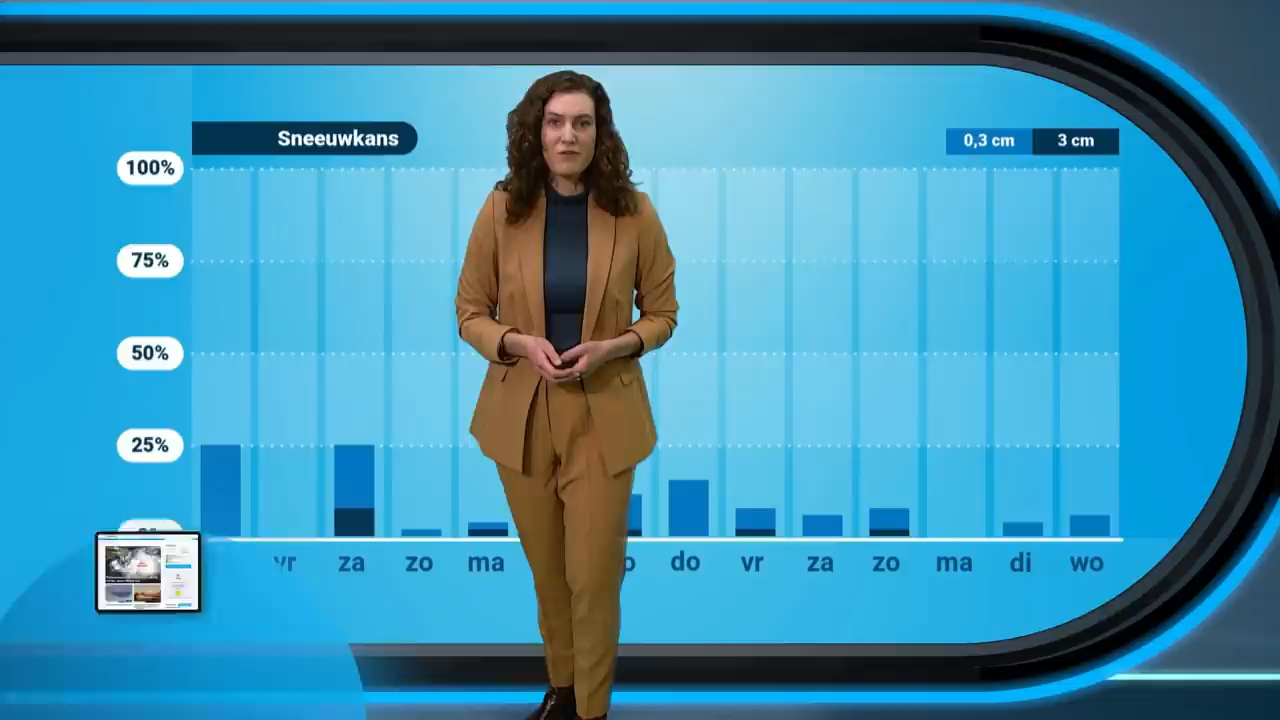 Sneeuwkans
0,3 cm 3 cm
100%
75%
50%
25%
vr za zo ma do vr za zo ma di wo